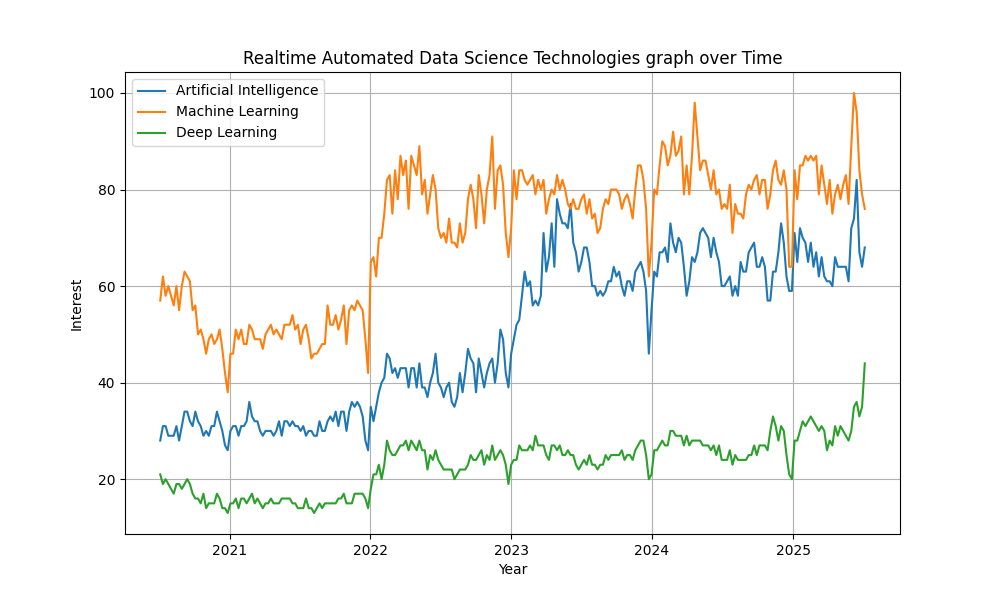 Realtime Automated Data Science Technologies graph over Time
Artificial Intelligence
Machine Learning
Deep Learning
100
80
60
40
20
Interest
2021 2022 2023 2024 2025
Year